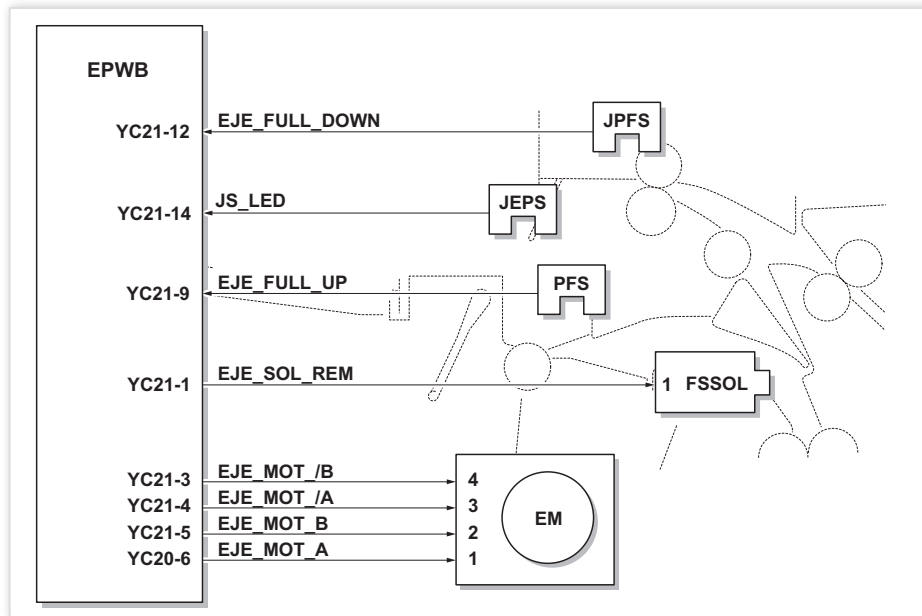 EPWB
YC21-12 EJE_FULL_DOWN JPFS
YC21-14 JS_LED JEPS
YC21-9 EJE_FULL_UP PFS
YC21-1 EJE_SOL_REM 1 FSSOL
YC21-3 EJE_MOT_/B 4
YC21-4 EJE_MOT_/A 3
YC21-5 EJE_MOT_B 2
EM
YC20-6 EJE_MOT_A 1